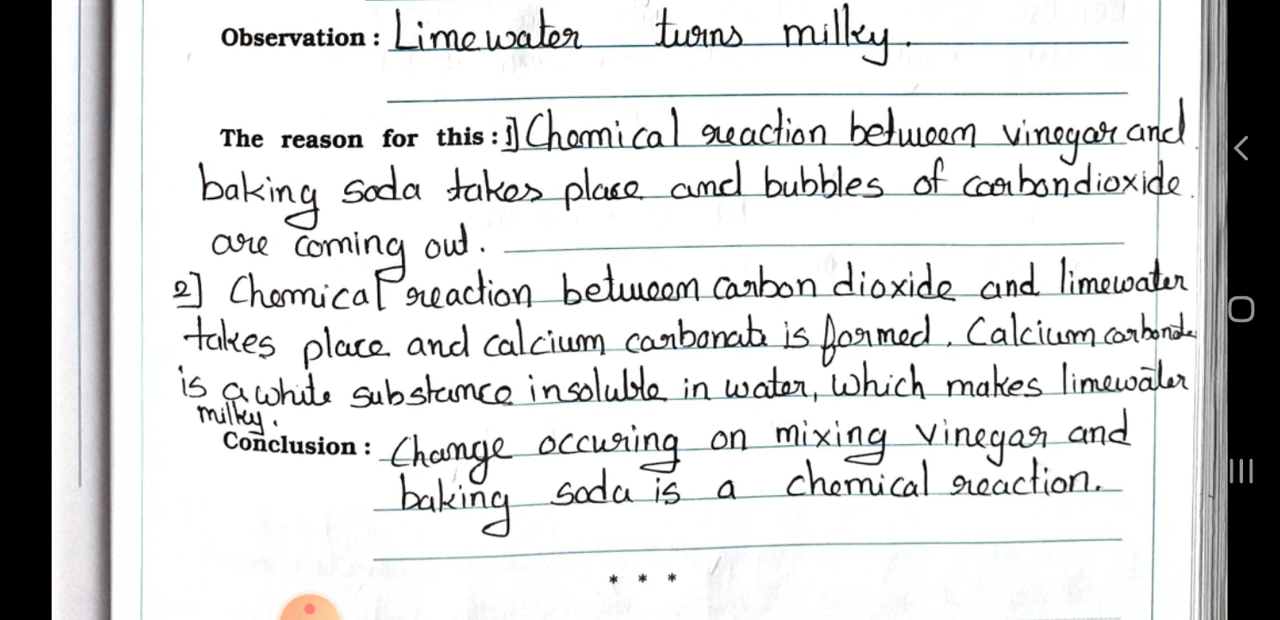 Observation : Limewater turns milky.
The reason for this : 1] Chemical reaction between vinegar and
baking soda takes place and bubbles of carbondioxide
are coming out.
2] Chemical reaction between carbon dioxide and limewater
takes place and calcium carbonate is formed. Calcium carbonate
is a white substance insoluble in water, which makes limewater
milky.
Conclusion : Change occuring on mixing vinegar and
baking soda is a chemical reaction.
* * *